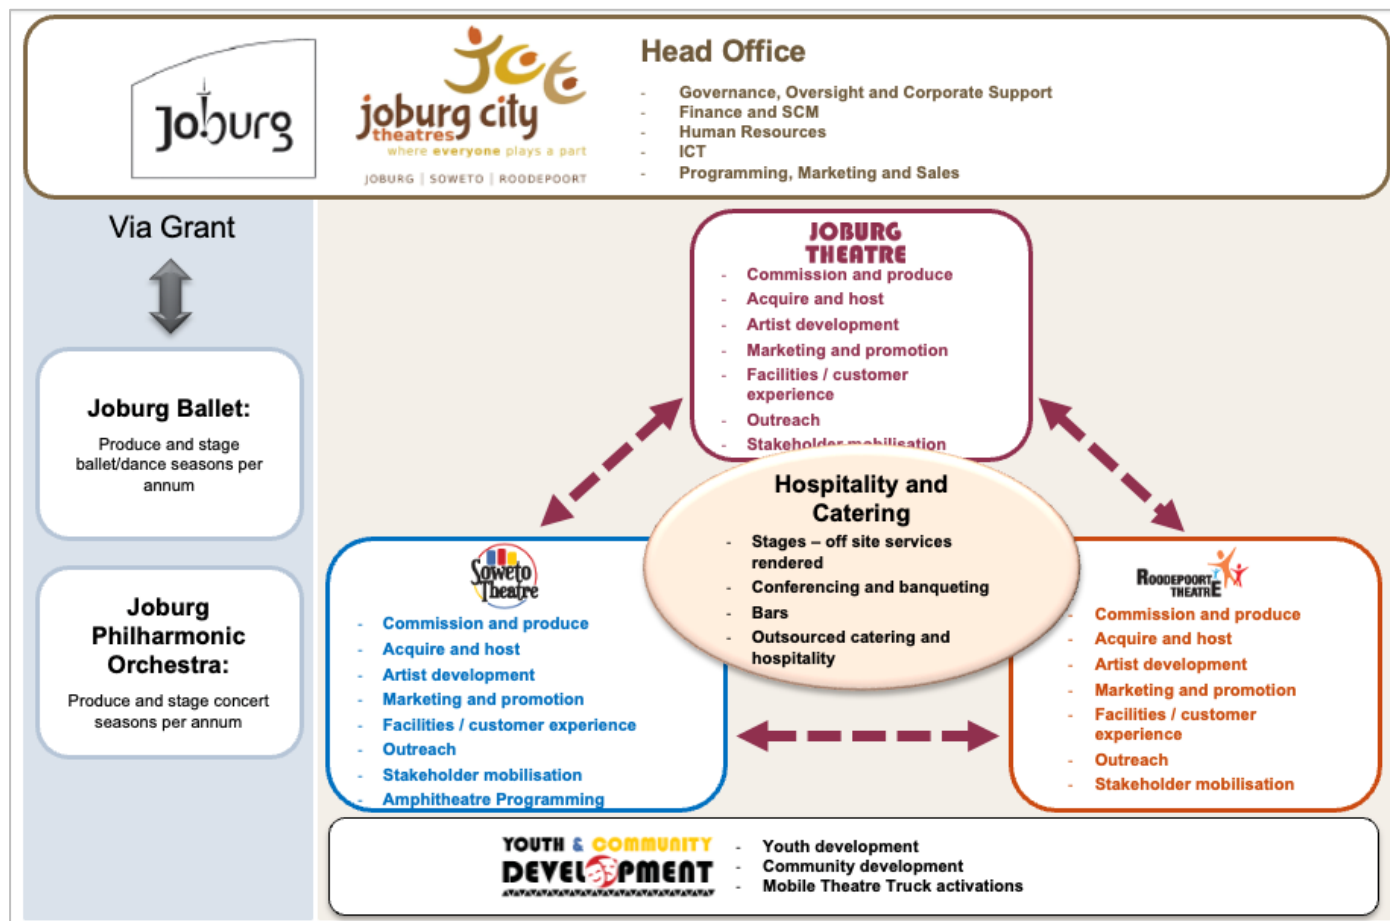 Joburg
joburg city
theatres
where everyone plays a part
JOBURG | SOWETO | ROODEPOORT
Head Office
- Governance, Oversight and Corporate Support
- Finance and SCM
- Human Resources
- ICT
- Programming, Marketing and Sales
Via Grant
Joburg Ballet:
Produce and stage
ballet/dance seasons per
annum
Joburg
Philharmonic
Orchestra:
Produce and stage concert
seasons per annum
JOBURG
THEATRE
- Commission and produce
- Acquire and host
- Artist development
- Marketing and promotion
- Facilities / customer
experience
- Outreach
- Stakeholder mobilisation
Hospitality and
Catering
- Stages – off site services
rendered
- Conferencing and banqueting
- Bars
- Outsourced catering and
hospitality
Soweto
Theatre
- Commission and produce
- Acquire and host
- Artist development
- Marketing and promotion
- Facilities / customer experience
- Outreach
- Stakeholder mobilisation
- Amphitheatre Programming
ROODEPOORT
THEATRE
- Commission and produce
- Acquire and host
- Artist development
- Marketing and promotion
- Facilities / customer
experience
- Outreach
- Stakeholder mobilisation
YOUTH & COMMUNITY
DEVELOPMENT
- Youth development
- Community development
- Mobile Theatre Truck activations